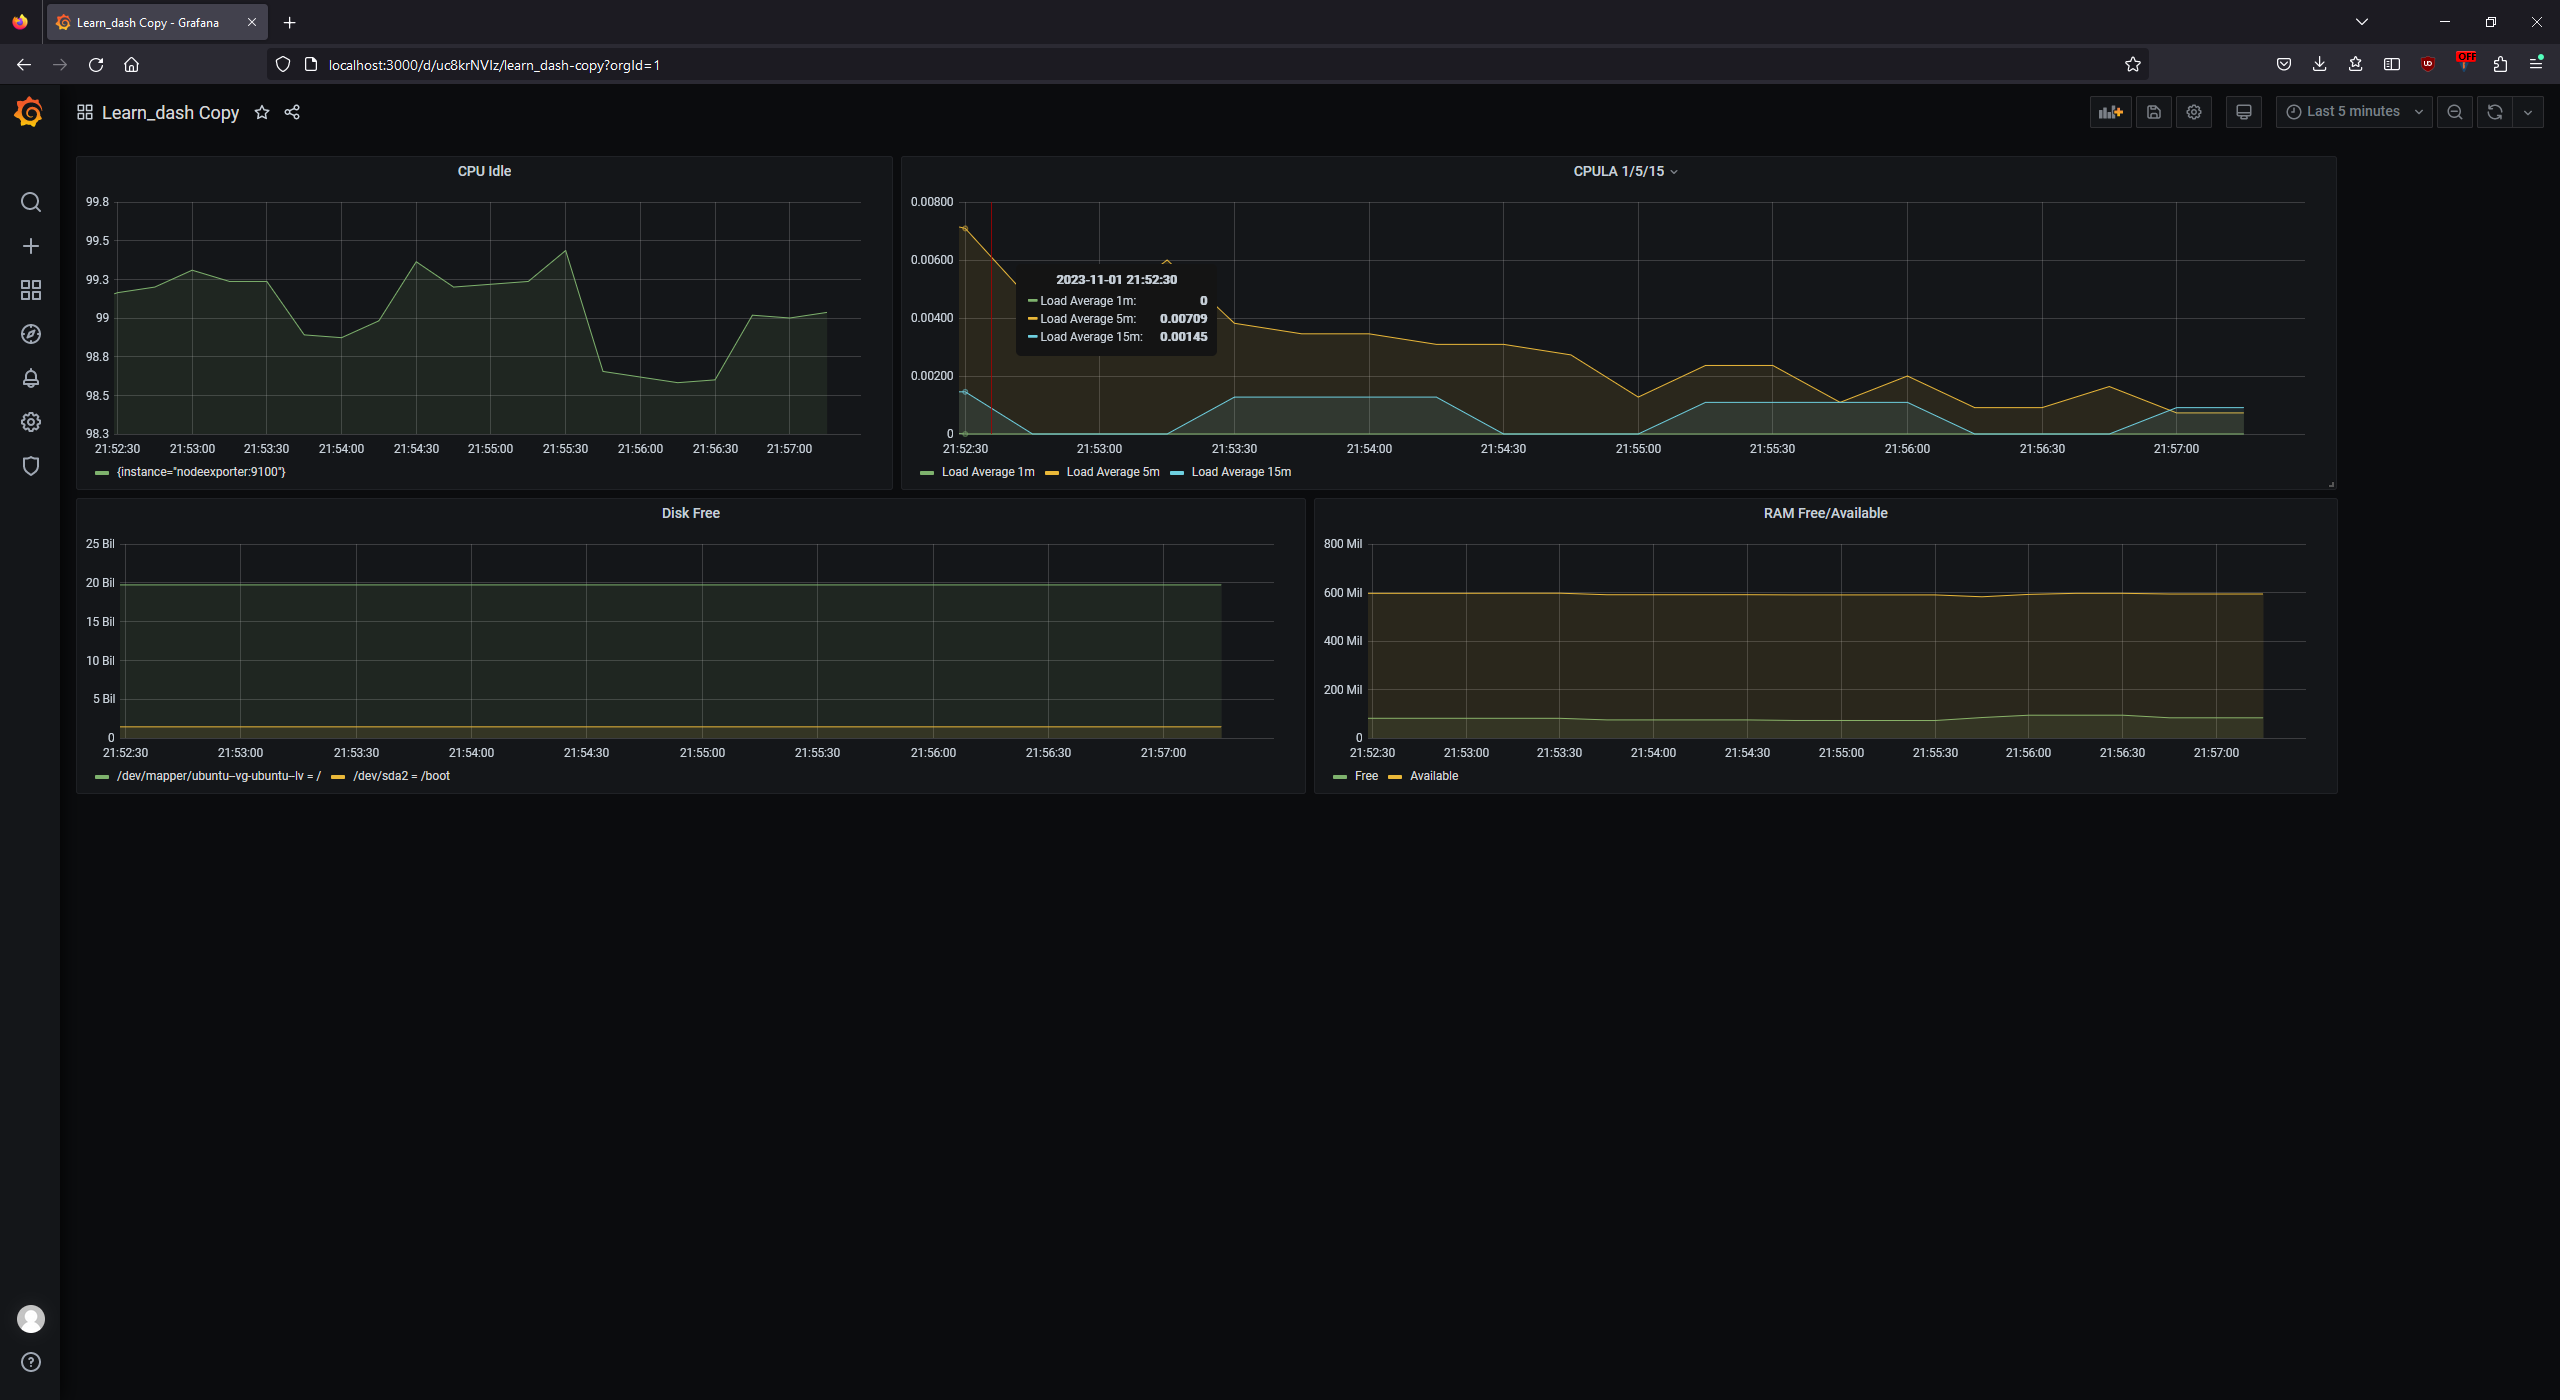 Learn_dash Copy - Grafana
localhost:3000/d/uc8krNVIz/learn_dash-copy?orgId=1
OFF
Learn_dash Copy
Last 5 minutes
CPU Idle
99.8
99.5
99.3
99
98.8
98.5
98.3
21:52:30 21:53:00 21:53:30 21:54:00 21:54:30 21:55:00 21:55:30 21:56:00 21:56:30 21:57:00
{instance="nodeexporter:9100"}
CPULA 1/5/15
0.00800
0.00600
0.00400
0.00200
0
2023-11-01 21:52:30
Load Average 1m: 0
Load Average 5m: 0.00709
Load Average 15m: 0.00145
21:52:30 21:53:00 21:53:30 21:54:00 21:54:30 21:55:00 21:55:30 21:56:00 21:56:30 21:57:00
Load Average 1m Load Average 5m Load Average 15m
Disk Free
25 Bil
20 Bil
15 Bil
10 Bil
5 Bil
0
21:52:30 21:53:00 21:53:30 21:54:00 21:54:30 21:55:00 21:55:30 21:56:00 21:56:30 21:57:00
/dev/mapper/ubuntu--vg-ubuntu--lv = / /dev/sda2 = /boot
RAM Free/Available
800 Mil
600 Mil
400 Mil
200 Mil
0
21:52:30 21:53:00 21:53:30 21:54:00 21:54:30 21:55:00 21:55:30 21:56:00 21:56:30 21:57:00
Free Available